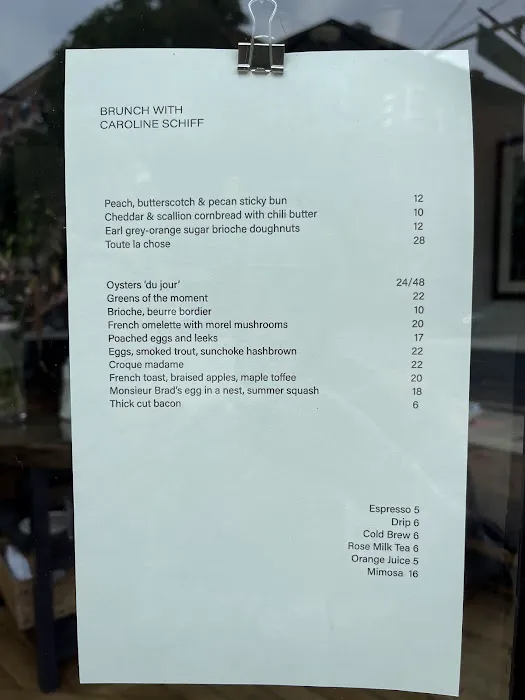 BRUNCH WITH
CAROLINE SCHIFF
Peach, butterscotch & pecan sticky bun 12
Cheddar & scallion cornbread with chili butter 10
Earl grey-orange sugar brioche doughnuts 12
Toute la chose 28
Oysters 'du jour' 24/48
Greens of the moment 22
Brioche, beurre bordier 10
French omelette with morel mushrooms 20
Poached eggs and leeks 17
Eggs, smoked trout, sunchoke hashbrown 22
Croque madame 22
French toast, braised apples, maple toffee 20
Monsieur Brad's egg in a nest, summer squash 18
Thick cut bacon 6
Espresso 5
Drip 6
Cold Brew 6
Rose Milk Tea 6
Orange Juice 5
Mimosa 16